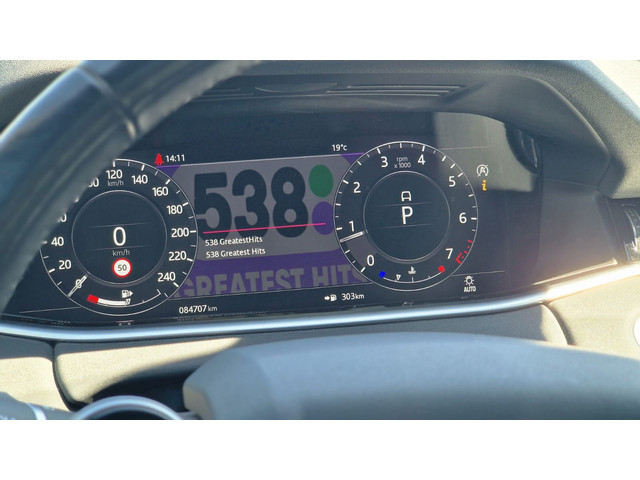 14:11
19°c
120
km/h
140
160
180
200
220
240
80
60
40
20
0
0
km/h
50
538
538 GreatestHits
538 Greatest Hits
GREATEST HITS
rpm
x 1000
0
1
2
3
4
5
6
7
P
A
i
AUTO
084707 km
303km